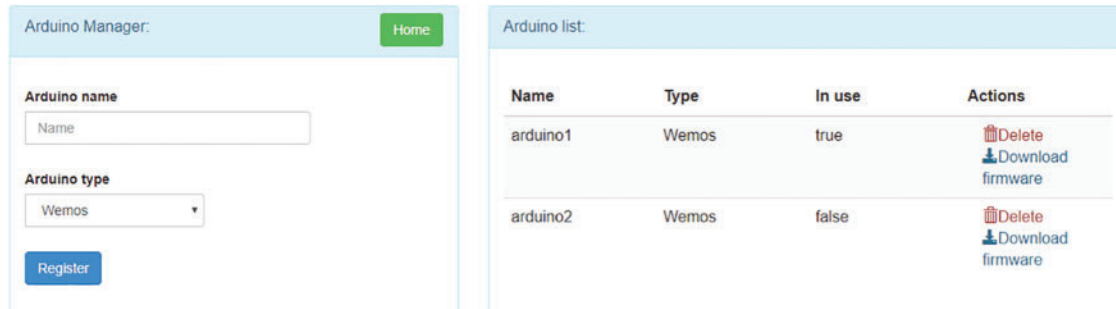 Arduino Manager:
Home
Arduino name
Name
Arduino type
Wemos
Register
Arduino list:
Name Type In use Actions
arduino1 Wemos true Delete
Download
firmware
arduino2 Wemos false Delete
Download
firmware